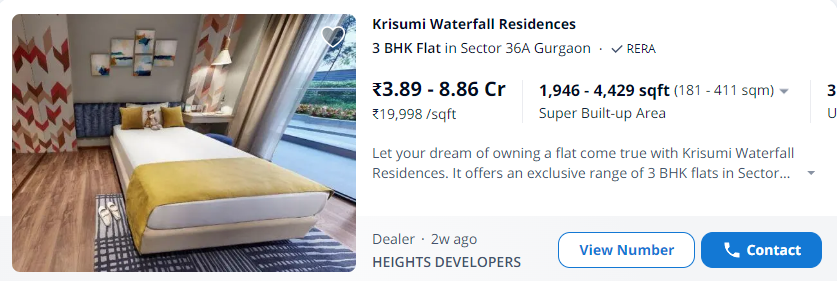 Krisumi Waterfall Residences
3 BHK Flat in Sector 36A Gurgaon · ✓ RERA
₹3.89 - 8.86 Cr
₹19,998 /sqft
1,946 - 4,429 sqft (181 - 411 sqm)
Super Built-up Area
3
U
Let your dream of owning a flat come true with Krisumi Waterfall
Residences. It offers an exclusive range of 3 BHK flats in Sector...
Dealer · 2w ago
HEIGHTS DEVELOPERS
View Number
Contact